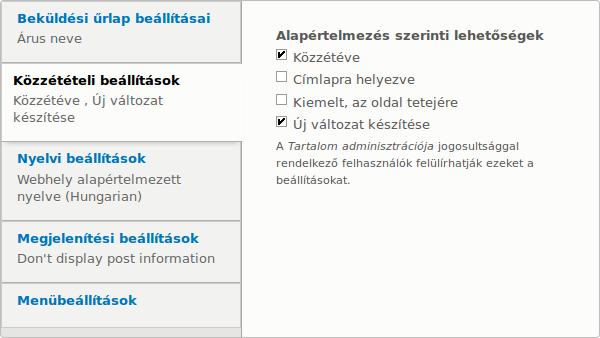 Beküldési űrlap beállításai
Árus neve
Közzétételi beállítások
Közzétéve , Új változat
készítése
Nyelvi beállítások
Webhely alapértelmezett
nyelve (Hungarian)
Megjelenítési beállítások
Don't display post information
Menübeállítások
Alapértelmezés szerinti lehetőségek
Közzétéve
Címlapra helyezve
Kiemelt, az oldal tetejére
Új változat készítése
A Tartalom adminisztrációja jogosultsággal
rendelkező felhasználók felülírhatják ezeket a
beállításokat.